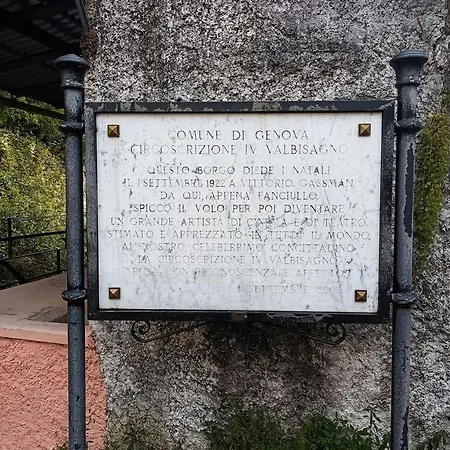 COMUNE DI GENOVA
CIRCOSCRIZIONE IV VALBISAGNO
QUESTO BORGO DIEDE I NATALI
IL 1 SETTEMBRE 1922 A VITTORIO GASSMAN
DA QUI, APPENA FANCIULLO,
SPICCÒ IL VOLO PER POI DIVENTARE
UN GRANDE ARTISTA DI CINEMA E DI TEATRO,
STIMATO E APPREZZATO IN TUTTO IL MONDO.
AL NOSTRO CELEBERRIMO CONCITTADINO
LA CIRCOSCRIZIONE IV VALBISAGNO
POSE CON RICONOSCENZA E AFFETTO
SETTEMBRE